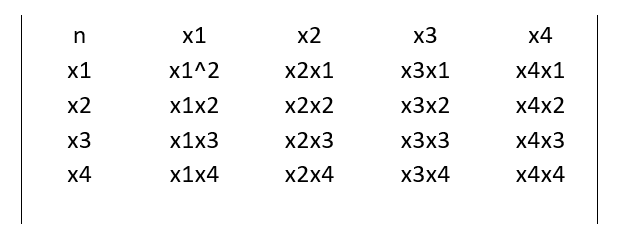 n x1 x2 x3 x4
x1 x1^2 x2x1 x3x1 x4x1
x2 x1x2 x2x2 x3x2 x4x2
x3 x1x3 x2x3 x3x3 x4x3
x4 x1x4 x2x4 x3x4 x4x4